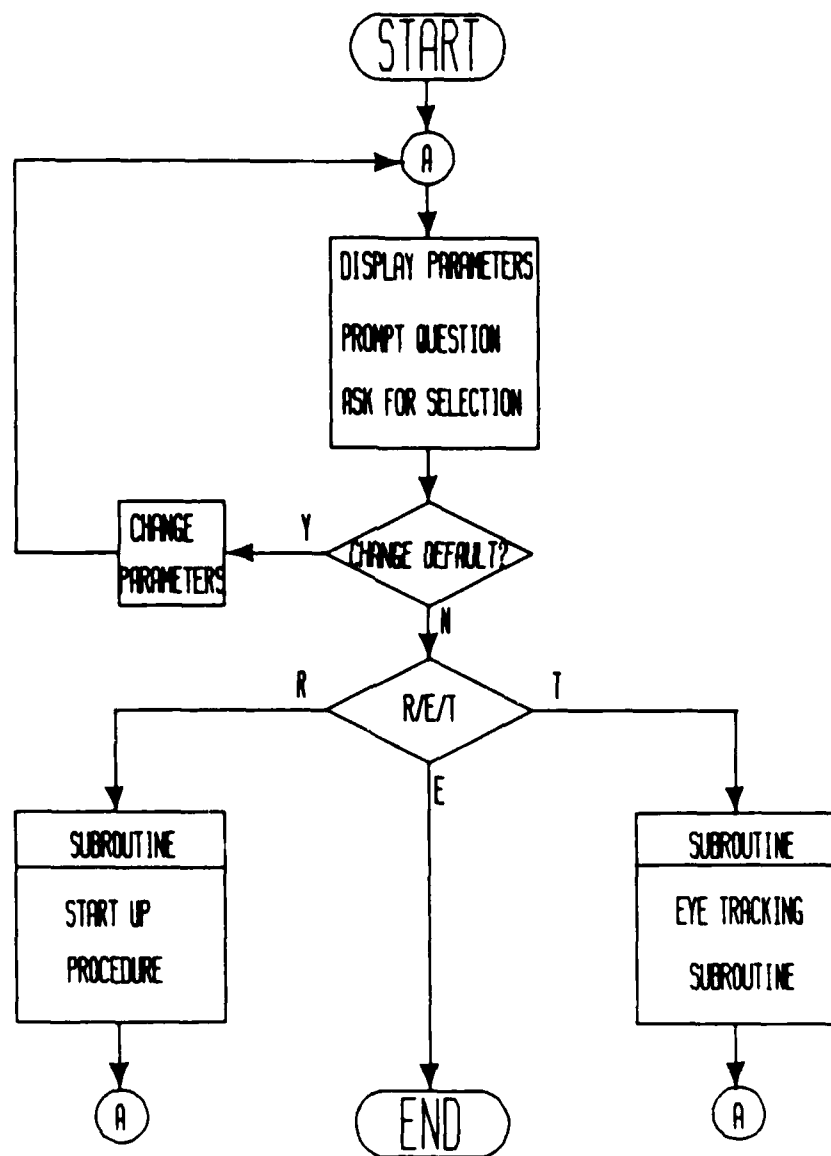 START
A
DISPLAY PARAMETERS
PROMPT QUESTION
ASK FOR SELECTION
CHANGE
PARAMETERS
Y
CHANGE DEFAULT?
N
R
R/E/T
T
E
SUBROUTINE
START UP
PROCEDURE
SUBROUTINE
EYE TRACKING
SUBROUTINE
A
END
A